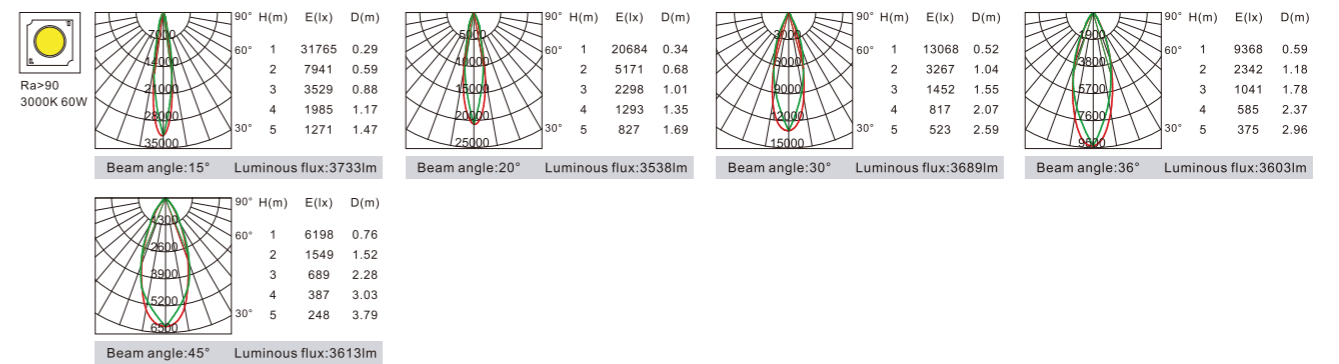 Ra>90
3000K 60W
7000
14000
21000
28000
35000
90°
60°
30°
H(m) E(lx) D(m)
1 31765 0.29
2 7941 0.59
3 3529 0.88
4 1985 1.17
5 1271 1.47
Beam angle:15° Luminous flux:3733lm
5000
10000
15000
20000
25000
90°
60°
30°
H(m) E(lx) D(m)
1 20684 0.34
2 5171 0.68
3 2298 1.01
4 1293 1.35
5 827 1.69
Beam angle:20° Luminous flux:3538lm
3000
6000
9000
12000
15000
90°
60°
30°
H(m) E(lx) D(m)
1 13068 0.52
2 3267 1.04
3 1452 1.55
4 817 2.07
5 523 2.59
Beam angle:30° Luminous flux:3689lm
1900
3800
5700
7600
9500
90°
60°
30°
H(m) E(lx) D(m)
1 9368 0.59
2 2342 1.18
3 1041 1.78
4 585 2.37
5 375 2.96
Beam angle:36° Luminous flux:3603lm
1300
2600
3900
5200
6500
90°
60°
30°
H(m) E(lx) D(m)
1 6198 0.76
2 1549 1.52
3 689 2.28
4 387 3.03
5 248 3.79
Beam angle:45° Luminous flux:3613lm